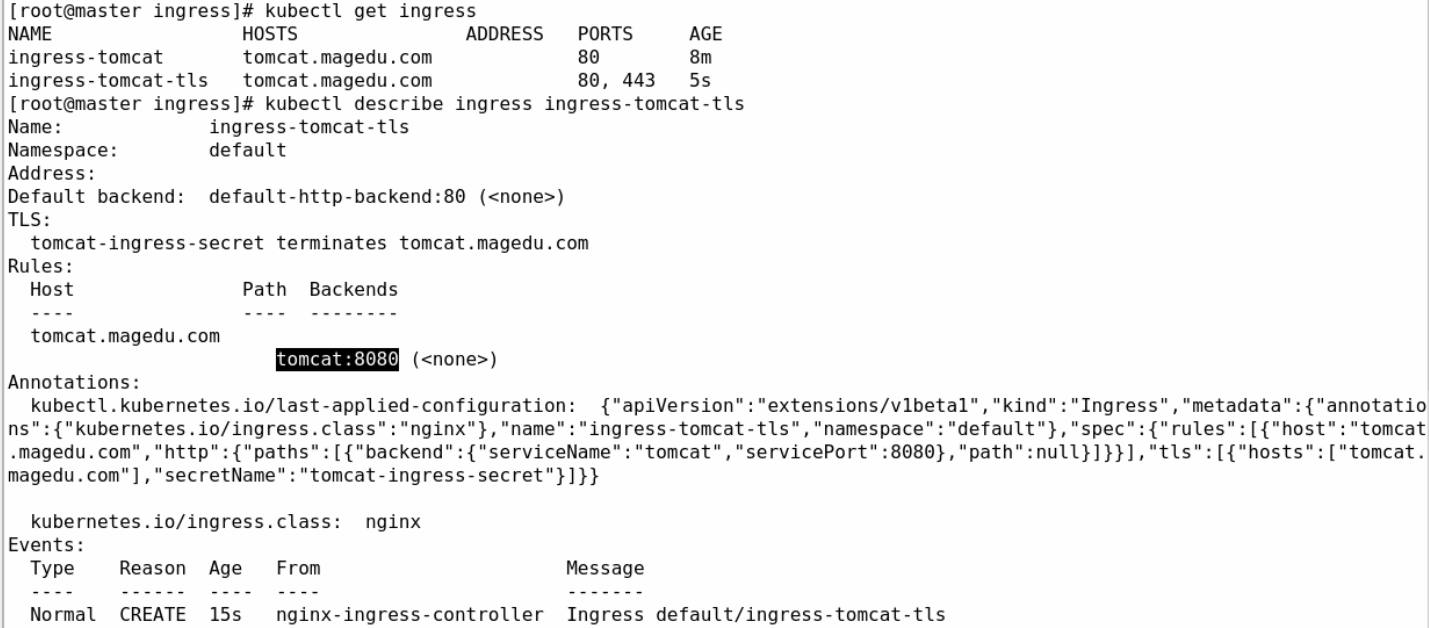 [root@master ingress]# kubectl get ingress
NAME                 HOSTS               ADDRESS   PORTS     AGE
ingress-tomcat       tomcat.magedu.com             80        8m
ingress-tomcat-tls   tomcat.magedu.com             80, 443   5s
[root@master ingress]# kubectl describe ingress ingress-tomcat-tls
Name:             ingress-tomcat-tls
Namespace:        default
Address:
Default backend:  default-http-backend:80 (<none>)
TLS:
  tomcat-ingress-secret terminates tomcat.magedu.com
Rules:
  Host               Path  Backends
  ----               ----  --------
  tomcat.magedu.com
                        tomcat:8080 (<none>)
Annotations:
  kubectl.kubernetes.io/last-applied-configuration:  {"apiVersion":"extensions/v1beta1","kind":"Ingress","metadata":{"annotatio
ns":{"kubernetes.io/ingress.class":"nginx"},"name":"ingress-tomcat-tls","namespace":"default"},"spec":{"rules":[{"host":"tomcat
.magedu.com","http":{"paths":[{"backend":{"serviceName":"tomcat","servicePort":8080},"path":null}]}}],"tls":[{"hosts":["tomcat.
magedu.com"],"secretName":"tomcat-ingress-secret"}]}}
  kubernetes.io/ingress.class:  nginx
Events:
  Type    Reason  Age   From                      Message
  ----    ------  ----  ----                      -------
  Normal  CREATE  15s   nginx-ingress-controller  Ingress default/ingress-tomcat-tls